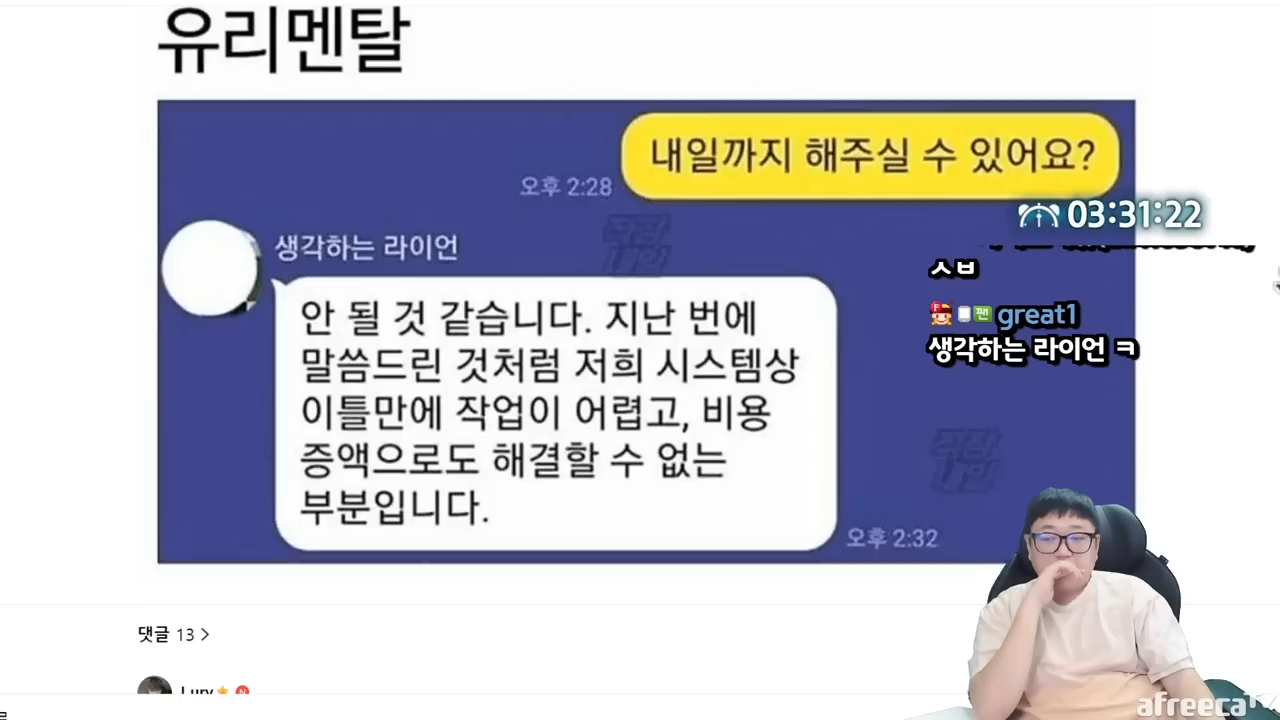 유리멘탈
내일까지 해주실 수 있어요?
오후 2:28
03:31:22
생각하는 라이언
ㅅㅂ
great1
생각하는 라이언 ㅋ
안 될 것 같습니다. 지난 번에
말씀드린 것처럼 저희 시스템상
이틀만에 작업이 어렵고, 비용
증액으로도 해결할 수 없는
부분입니다.
오후 2:32
댓글 13 >
Lury
afreecaTV